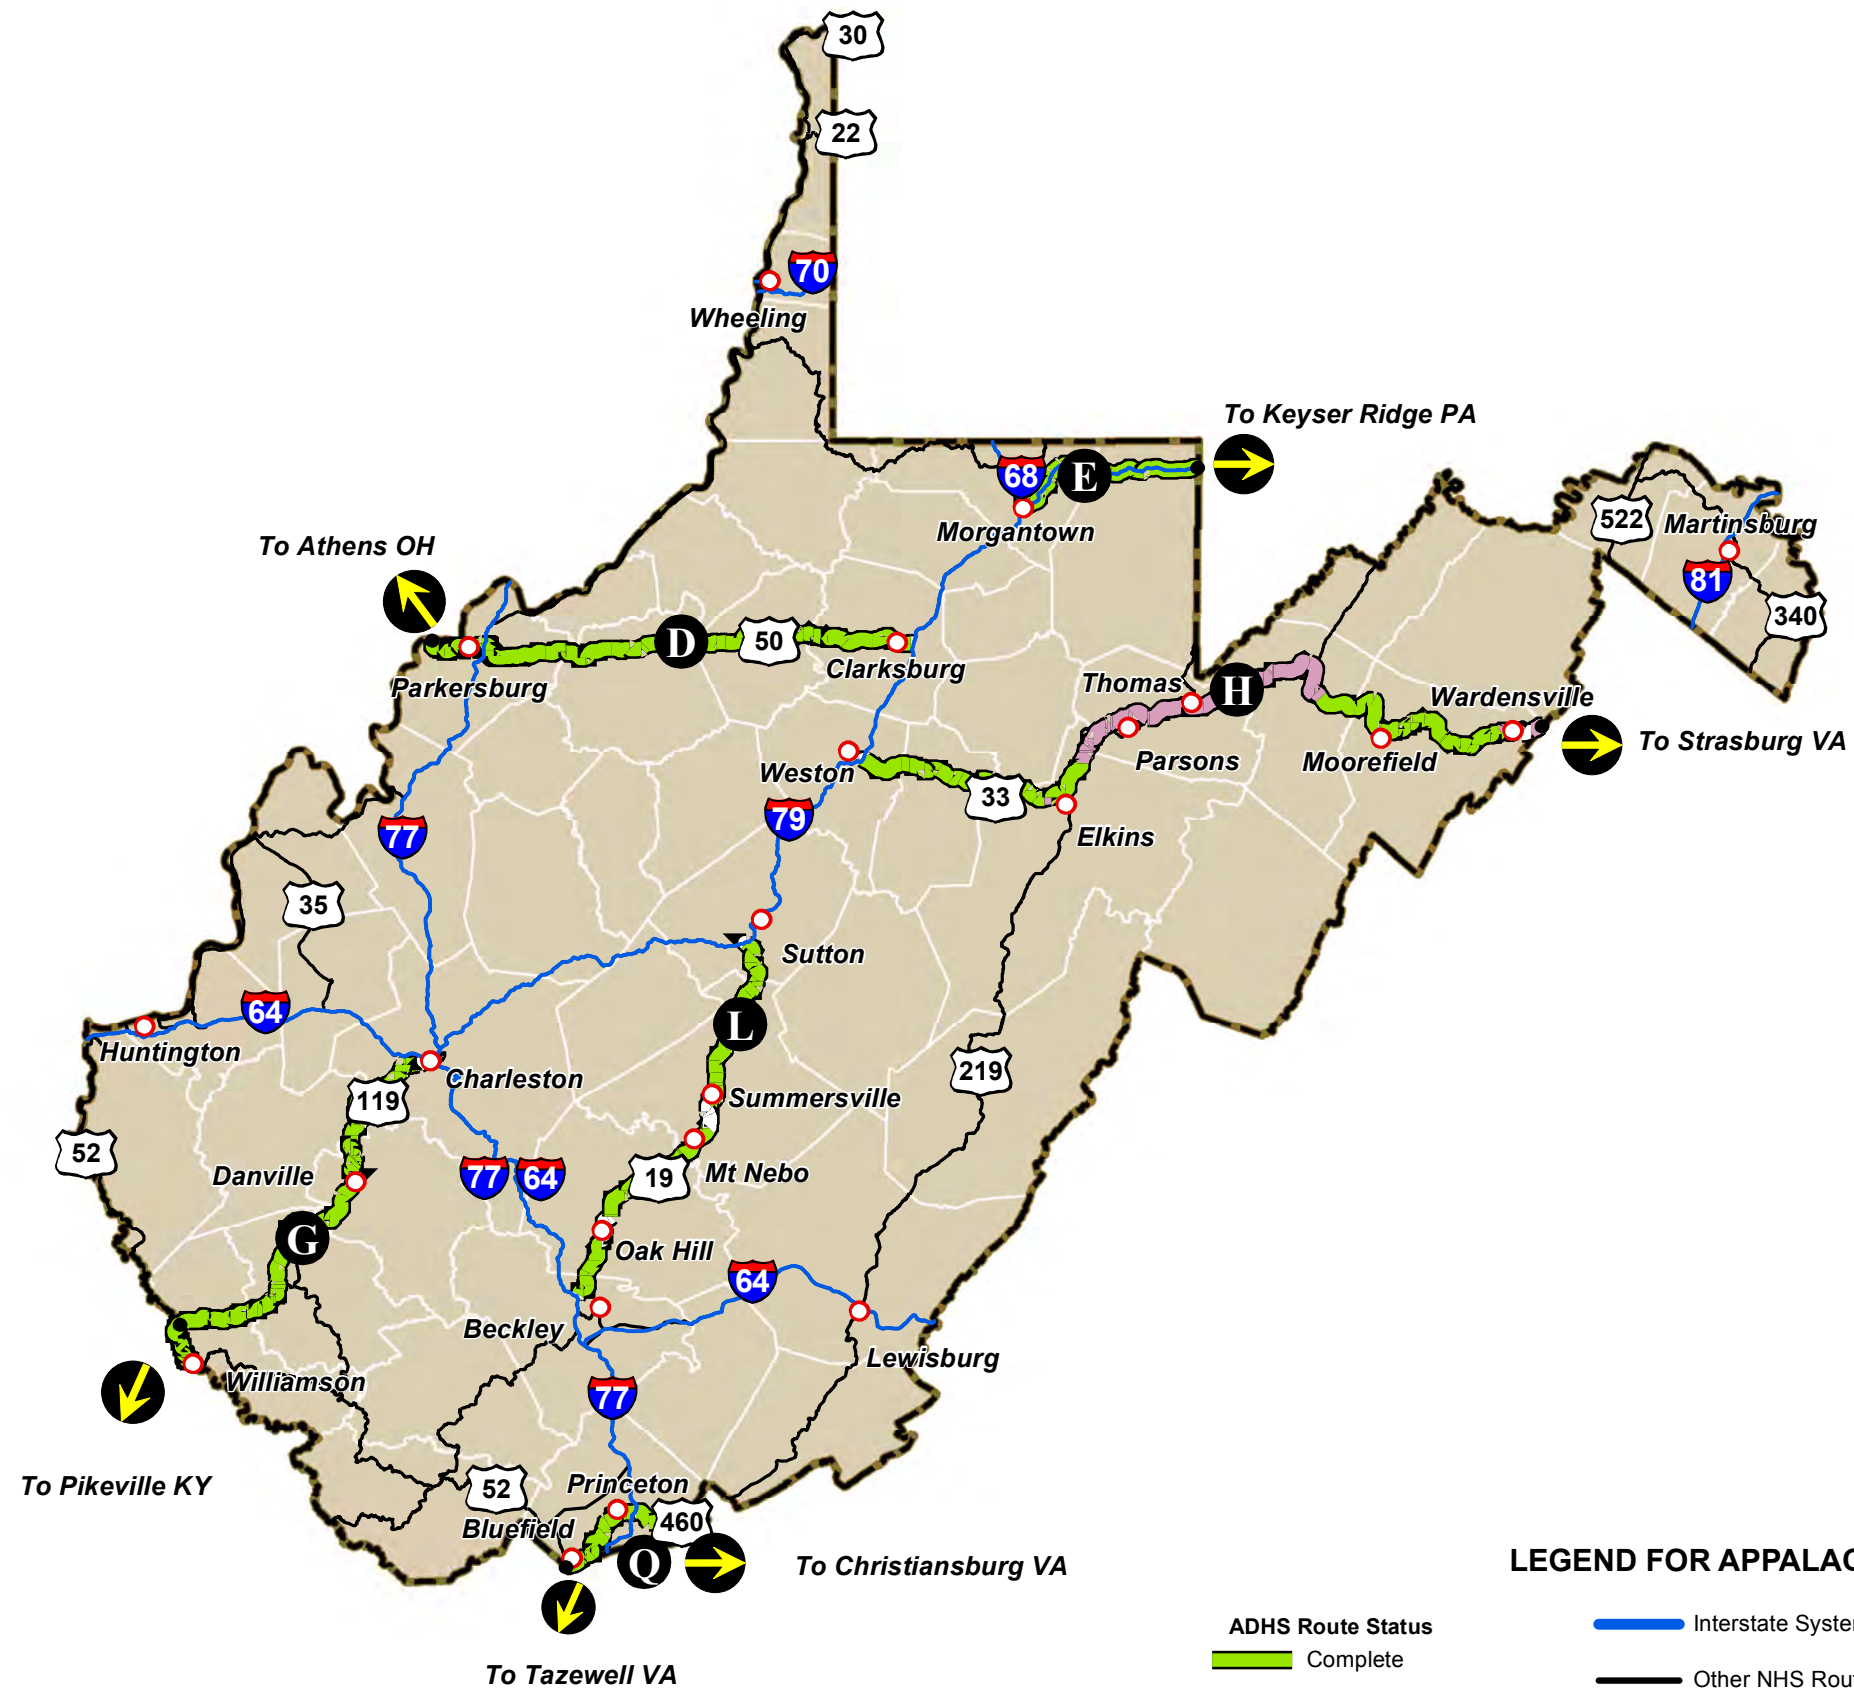 30
22
70
Wheeling
To Keyser Ridge PA
68
E
Morgantown
522
Martinsburg
81
340
To Athens OH
D
50
Parkersburg
Clarksburg
Thomas
H
Wardensville
To Strasburg VA
Parsons
Moorefield
Weston
33
79
77
Elkins
35
Sutton
64
L
Huntington
Charleston
219
119
Summersville
52
Danville
77
64
19
Mt Nebo
G
Oak Hill
64
Beckley
Lewisburg
Williamson
77
To Pikeville KY
52
Princeton
Bluefield
460
Q
To Christiansburg VA
To Tazewell VA
LEGEND FOR APPALAC
ADHS Route Status
Complete
Interstate System
Other NHS Rout